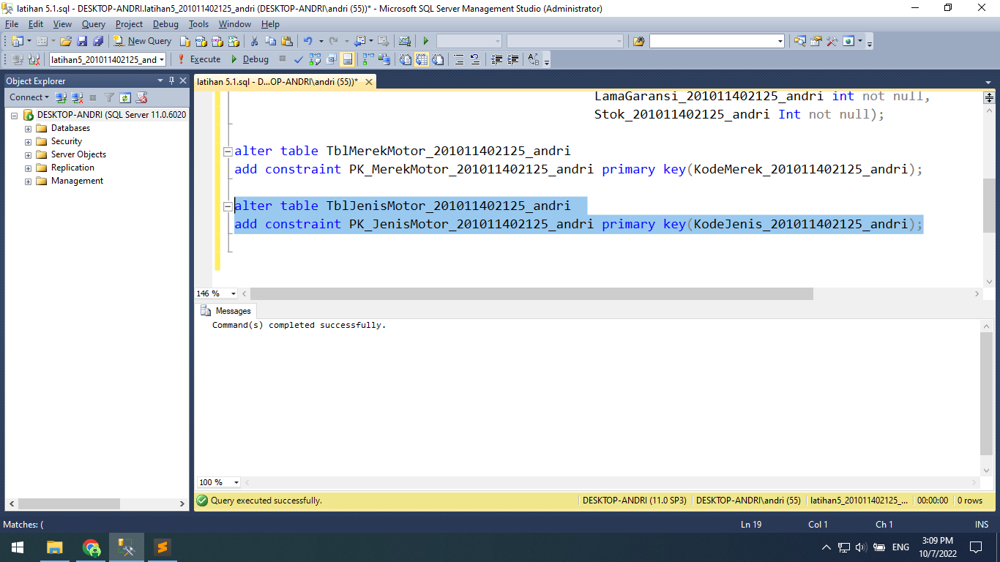 latihan 5.1.sql - DESKTOP-ANDRI.latihan5_201011402125_andri (DESKTOP-ANDRI\andri (55))* - Microsoft SQL Server Management Studio (Administrator)
File Edit View Query Project Debug Tools Window Help
New Query
latihan5_201011402125_and Execute Debug
Object Explorer
latihan 5.1.sql - D...OP-ANDRI\andri (55))*
Connect
DESKTOP-ANDRI (SQL Server 11.0.6020
Databases
Security
Server Objects
Replication
Management
LamaGaransi_201011402125_andri int not null,
Stok_201011402125_andri Int not null);
alter table TblMerekMotor_201011402125_andri
add constraint PK_MerekMotor_201011402125_andri primary key(KodeMerek_201011402125_andri);
alter table TblJenisMotor_201011402125_andri
add constraint PK_JenisMotor_201011402125_andri primary key(KodeJenis_201011402125_andri);
146 %
Messages
Command(s) completed successfully.
100 %
Query executed successfully. DESKTOP-ANDRI (11.0 SP3) DESKTOP-ANDRI\andri (55) latihan5_201011402125_... 00:00:00 0 rows
Matches: ( Ln 19 Col 1 Ch 1 INS
ENG
3:09 PM
10/7/2022